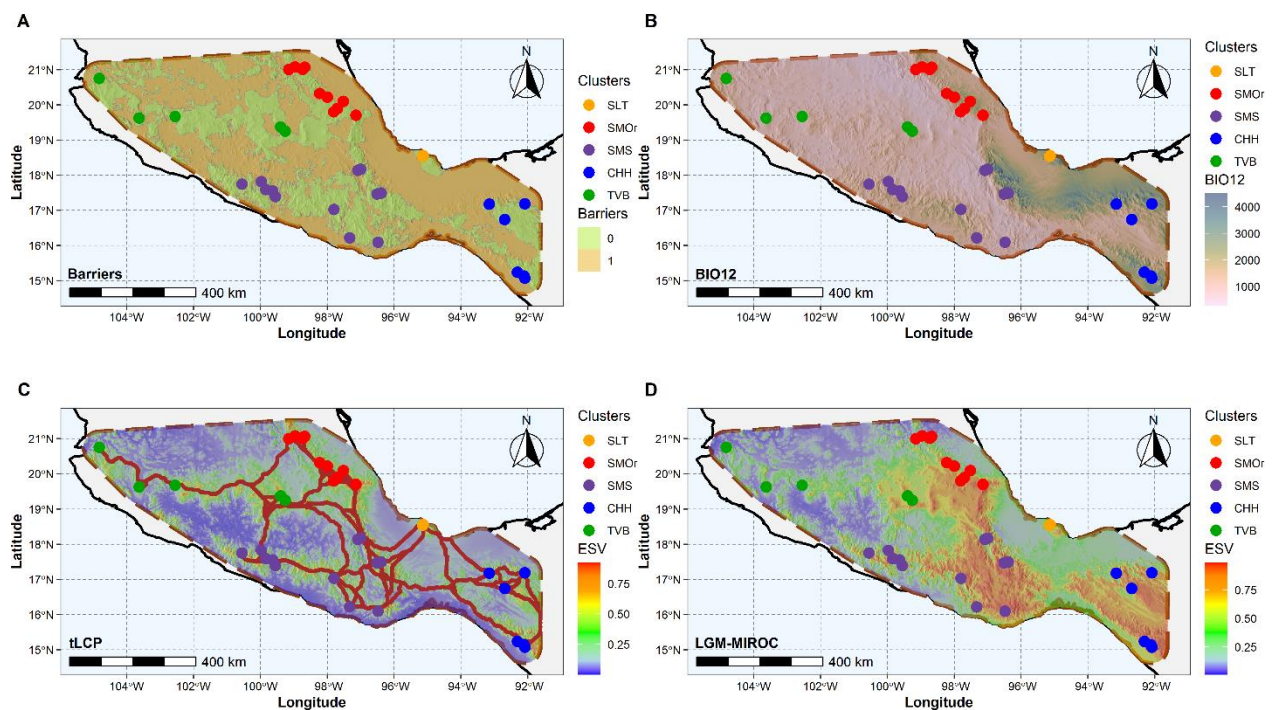 A
N
21°N
20°N
19°N
18°N
17°N
16°N
15°N
Latitude
Barriers
400 km
104°W
102°W
100°W
98°W
96°W
94°W
92°W
Longitude
Clusters
SLT
SMOr
SMS
CHH
TVB
Barriers
0
1
B
N
21°N
20°N
19°N
18°N
17°N
16°N
15°N
Latitude
BIO12
400 km
104°W
102°W
100°W
98°W
96°W
94°W
92°W
Longitude
Clusters
SLT
SMOr
SMS
CHH
TVB
BIO12
4000
3000
2000
1000
C
N
21°N
20°N
19°N
18°N
17°N
16°N
15°N
Latitude
tLCP
400 km
104°W
102°W
100°W
98°W
96°W
94°W
92°W
Longitude
Clusters
SLT
SMOr
SMS
CHH
TVB
ESV
0.75
0.50
0.25
D
N
21°N
20°N
19°N
18°N
17°N
16°N
15°N
Latitude
LGM-MIROC
400 km
104°W
102°W
100°W
98°W
96°W
94°W
92°W
Longitude
Clusters
SLT
SMOr
SMS
CHH
TVB
ESV
0.75
0.50
0.25